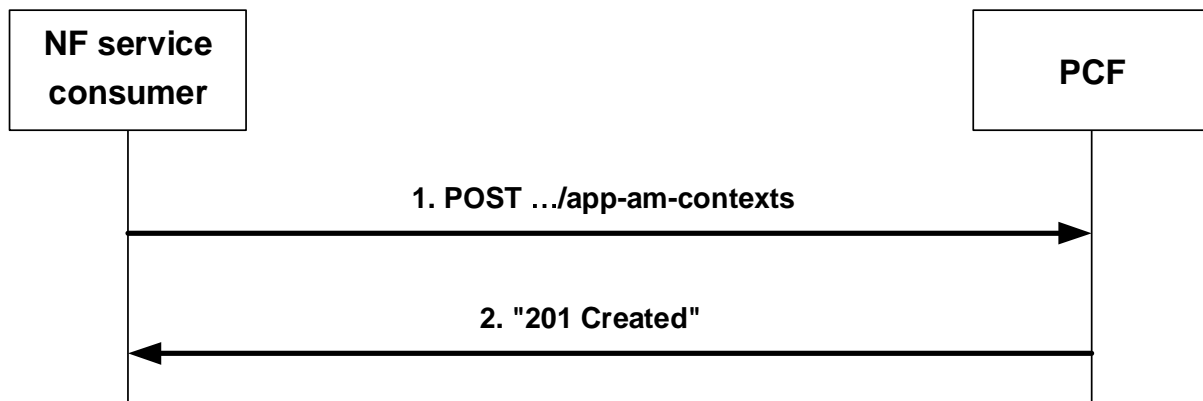 NF service
consumer
PCF
1. POST …/app-am-contexts
2. "201 Created"